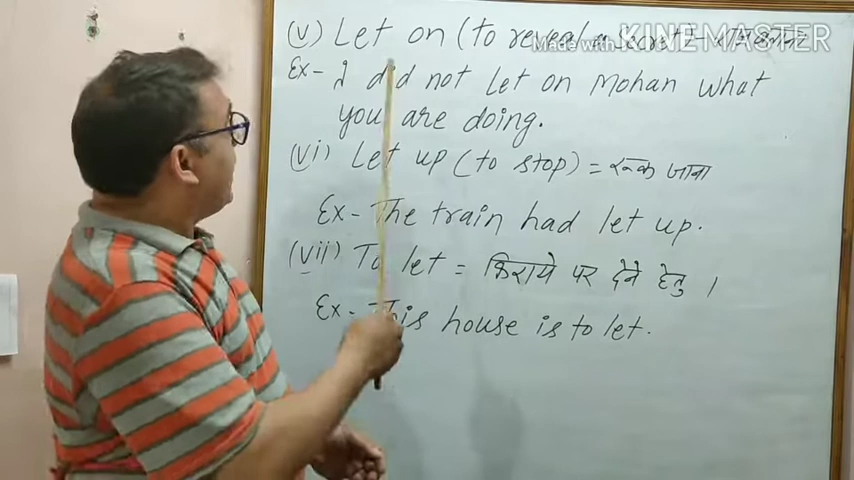 Made with KINEMASTER
(v) Let on (to reveal a secret)
Ex- I did not let on Mohan what
you are doing.
(vi) Let up (to stop) = रूक जाना
Ex- The train had let up.
(vii) To let = किराये पर देने हेतु ।
Ex- This house is to let.